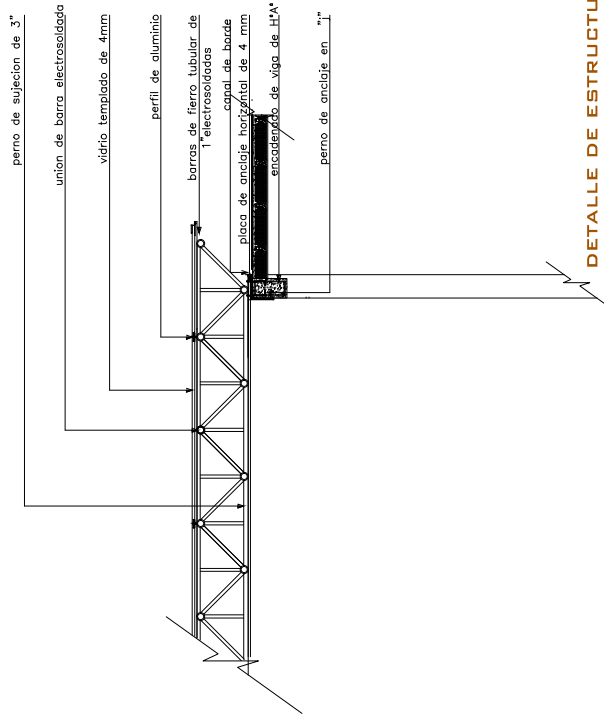 perno de sujecion de 3"
union de barra electrosoldada
vidrio templado de 4mm
perfil de aluminio
barras de fierro tubular de
1"electrosoldadas
canal de borde
placa de anclaje horizontal de 4 mm
encadenado de viga de H°A°
perno de anclaje en "j"
DETALLE DE ESTRUCTU